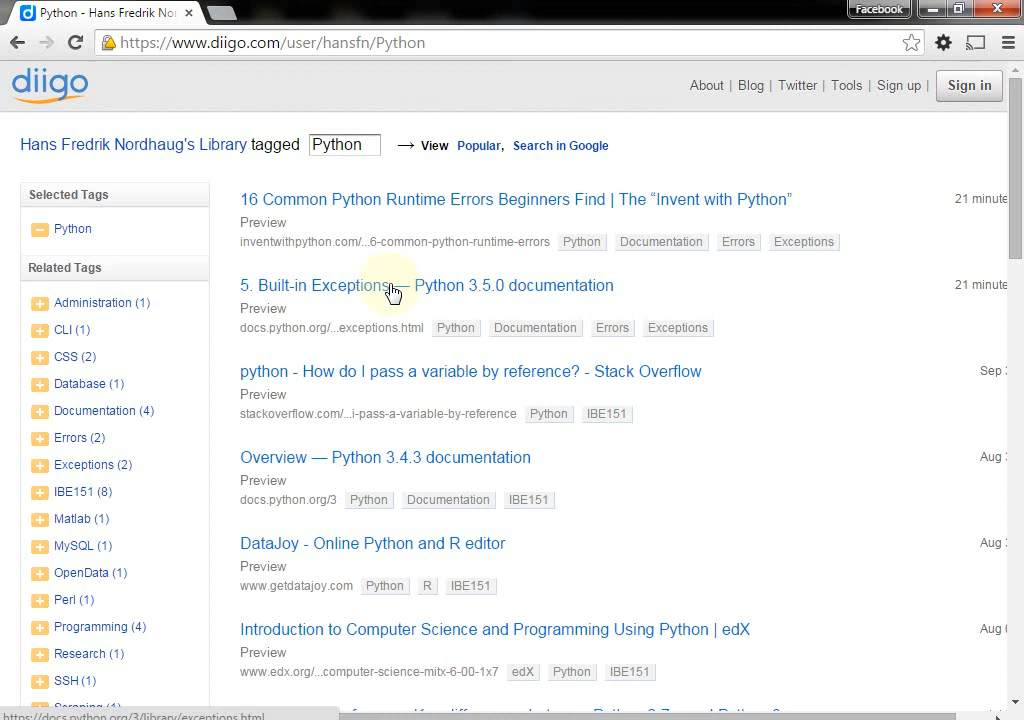 Python - Hans Fredrik No
Facebook
https://www.diigo.com/user/hansfn/Python
diigo
About | Blog | Twitter | Tools | Sign up | Sign in
Hans Fredrik Nordhaug's Library tagged Python → View Popular, Search in Google
Selected Tags
Python
Related Tags
Administration (1)
CLI (1)
CSS (2)
Database (1)
Documentation (4)
Errors (2)
Exceptions (2)
IBE151 (8)
Matlab (1)
MySQL (1)
OpenData (1)
Perl (1)
Programming (4)
Research (1)
SSH (1)
Scraping (1)
16 Common Python Runtime Errors Beginners Find | The “Invent with Python” 21 minute
Preview
inventwithpython.com/...6-common-python-runtime-errors Python Documentation Errors Exceptions
5. Built-in Exceptions — Python 3.5.0 documentation 21 minute
Preview
docs.python.org/...exceptions.html Python Documentation Errors Exceptions
python - How do I pass a variable by reference? - Stack Overflow Sep
Preview
stackoverflow.com/...i-pass-a-variable-by-reference Python IBE151
Overview — Python 3.4.3 documentation Aug
Preview
docs.python.org/3 Python Documentation IBE151
DataJoy - Online Python and R editor Aug
Preview
www.getdatajoy.com Python R IBE151
Introduction to Computer Science and Programming Using Python | edX Aug
Preview
www.edx.org/...computer-science-mitx-6-00-1x7 edX Python IBE151
https://docs.python.org/3/library/exceptions.html